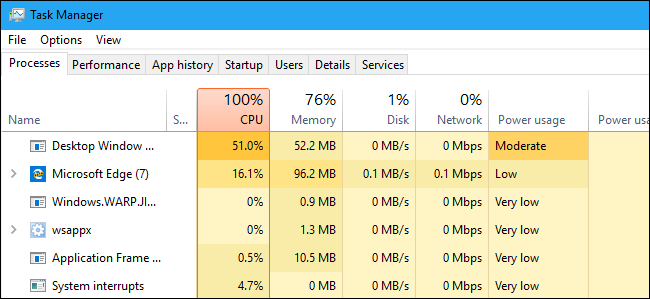 Task Manager
File Options View
Processes Performance App history Startup Users Details Services
100% 76% 1% 0%
Name S... CPU Memory Disk Network Power usage Power usa
Desktop Window ... 51.0% 52.2 MB 0 MB/s 0 Mbps Moderate
Microsoft Edge (7) 16.1% 96.2 MB 0.1 MB/s 0.1 Mbps Low
Windows.WARP.JI... 0% 0.9 MB 0 MB/s 0 Mbps Very low
wsappx 0% 1.3 MB 0 MB/s 0 Mbps Very low
Application Frame ... 0.5% 10.5 MB 0 MB/s 0 Mbps Very low
System interrupts 4.7% 0 MB 0 MB/s 0 Mbps Very low